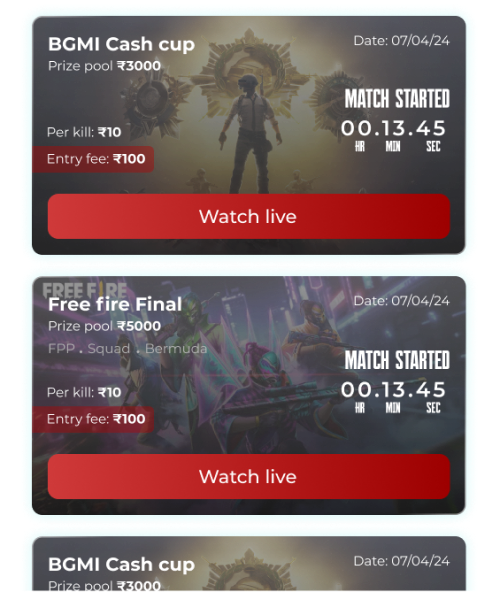 BGMI Cash cup
Date: 07/04/24
Prize pool ₹3000
MATCH STARTED
Per kill: ₹10
00.13.45
HR MIN SEC
Entry fee: ₹100
Watch live
FREE FIRE
Free fire Final
Date: 07/04/24
Prize pool ₹5000
FPP . Squad . Bermuda
MATCH STARTED
Per kill: ₹10
00.13.45
HR MIN SEC
Entry fee: ₹100
Watch live
BGMI Cash cup
Date: 07/04/24
Prize pool ₹3000